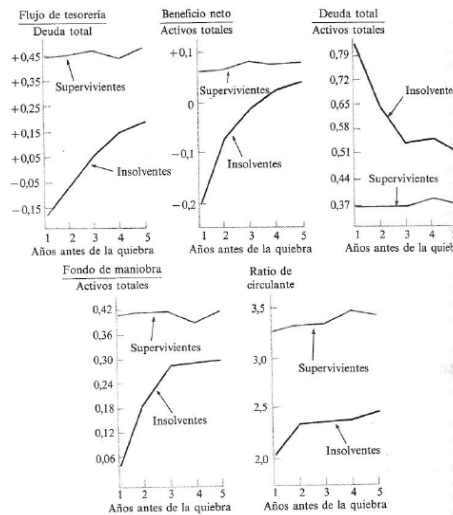 Flujo de tesorería
Deuda total
+0,45
+0,35
+0,25
+0,15
+0,05
−0,05
−0,15
Supervivientes
Insolventes
1 2 3 4 5
Años antes de la quiebra
Beneficio neto
Activos totales
+0,1
0
−0,1
−0,2
Supervivientes
Insolventes
1 2 3 4 5
Años antes de la quiebra
Deuda total
Activos totales
0,79
0,72
0,65
0,58
0,51
0,44
0,37
Insolvente
Supervivientes
1 2 3 4 5
Años antes de la quiebra
Fondo de maniobra
Activos totales
0,42
0,36
0,30
0,24
0,18
0,12
0,06
Supervivientes
Insolventes
1 2 3 4 5
Años antes de la quiebra
Ratio de
circulante
3,5
3,0
2,5
2,0
Supervivientes
Insolventes
1 2 3 4 5
Años antes de la quiebra